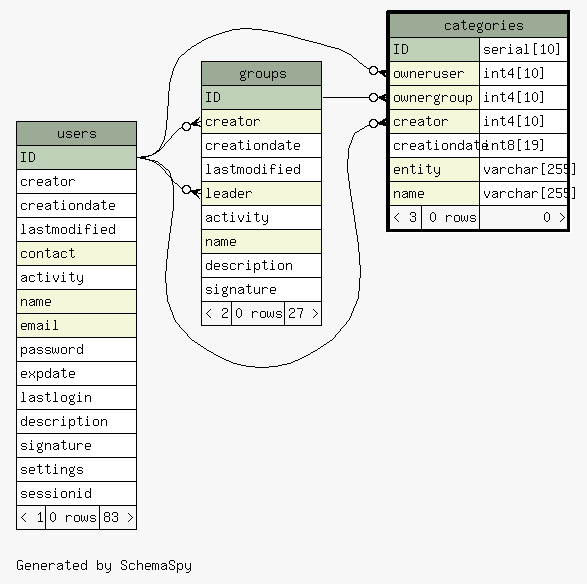 users
ID
creator
creationdate
lastmodified
contact
activity
name
email
password
expdate
lastlogin
description
signature
settings
sessionid
< 1 0 rows 83 >
groups
ID
creator
creationdate
lastmodified
leader
activity
name
description
signature
< 2 0 rows 27 >
categories
ID serial[10]
owneruser int4[10]
ownergroup int4[10]
creator int4[10]
creationdate int8[19]
entity varchar[255]
name varchar[255]
< 3 0 rows 0 >
Generated by SchemaSpy